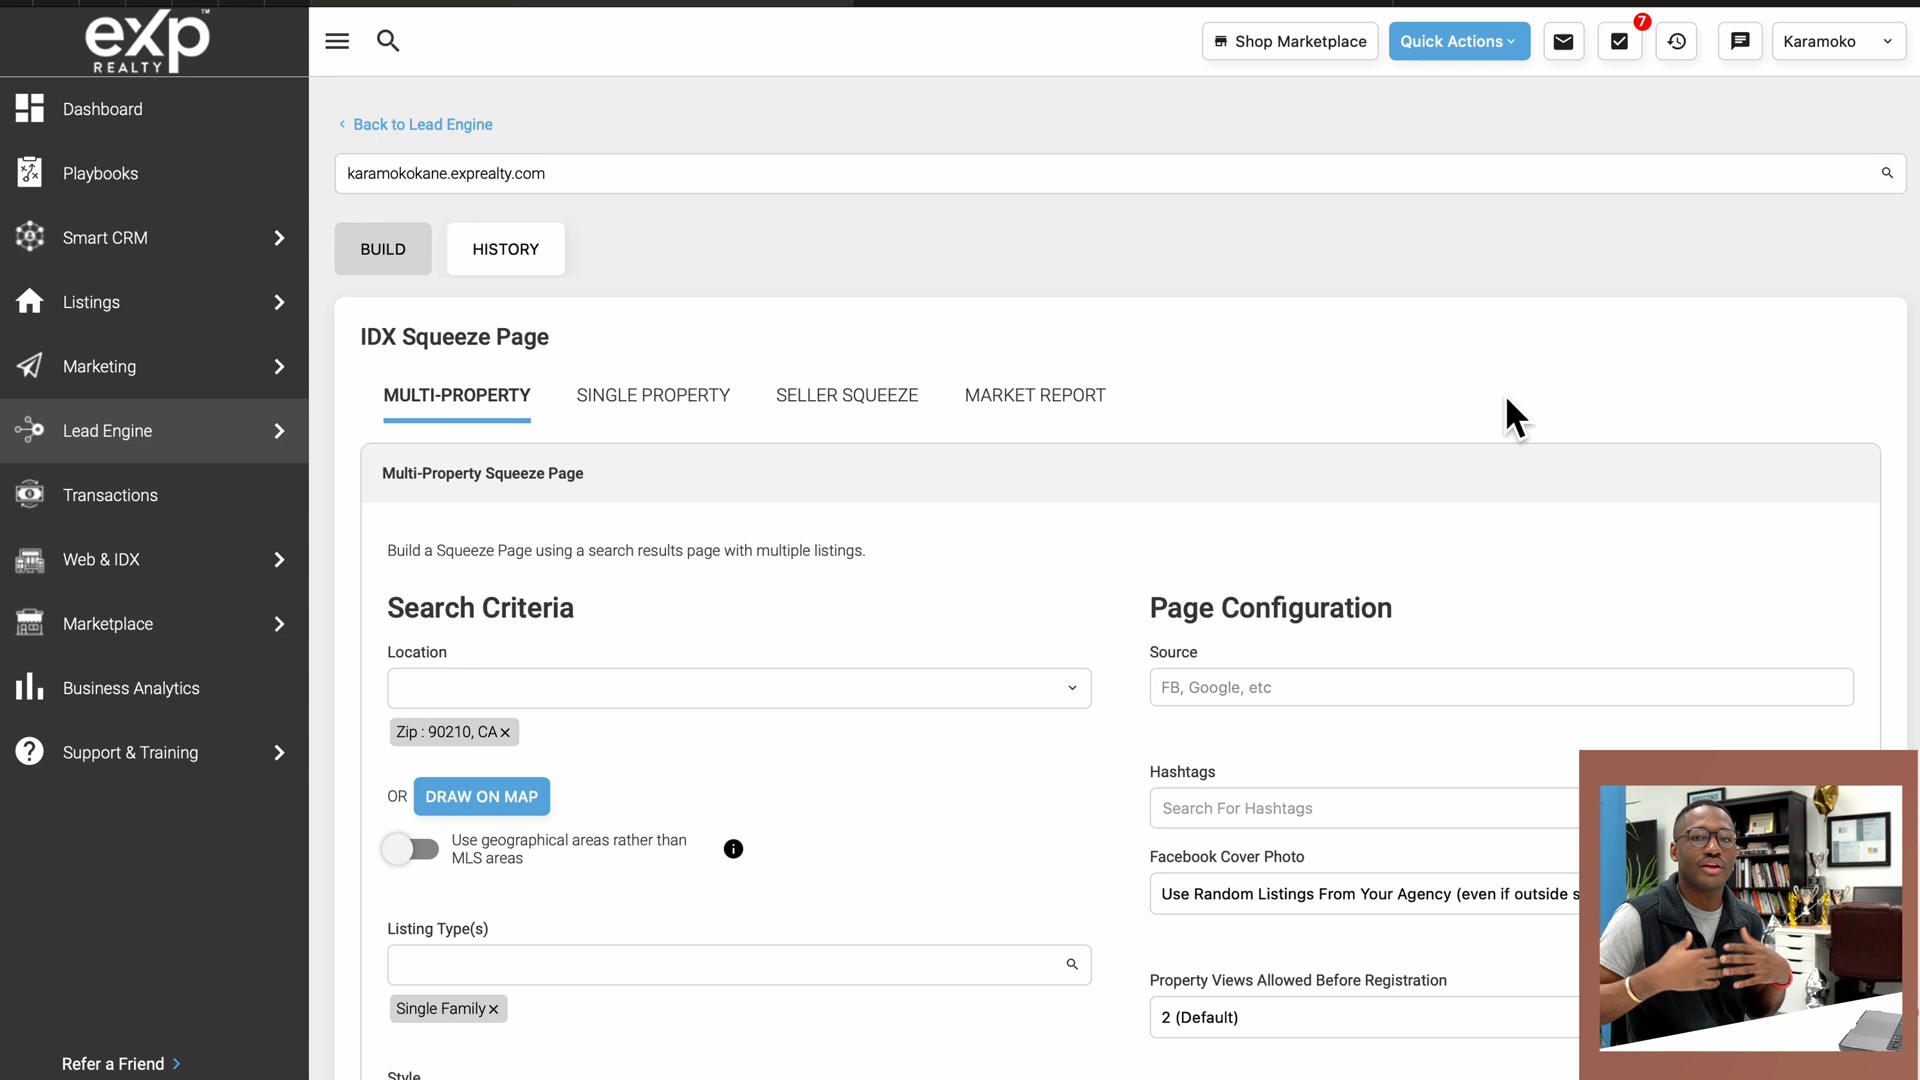 exp™
REALTY
Shop Marketplace
Quick Actions
7
Karamoko
Dashboard
Playbooks
Smart CRM
Listings
Marketing
Lead Engine
Transactions
Web & IDX
Marketplace
Business Analytics
Support & Training
Refer a Friend
Back to Lead Engine
karamokokane.exprealty.com
BUILD
HISTORY
IDX Squeeze Page
MULTI-PROPERTY
SINGLE PROPERTY
SELLER SQUEEZE
MARKET REPORT
Multi-Property Squeeze Page
Build a Squeeze Page using a search results page with multiple listings.
Search Criteria
Location
Zip : 90210, CA
OR
DRAW ON MAP
Use geographical areas rather than
MLS areas
Listing Type(s)
Single Family
Style
Page Configuration
Source
FB, Google, etc
Hashtags
Search For Hashtags
Facebook Cover Photo
Use Random Listings From Your Agency (even if outside s
Property Views Allowed Before Registration
2 (Default)